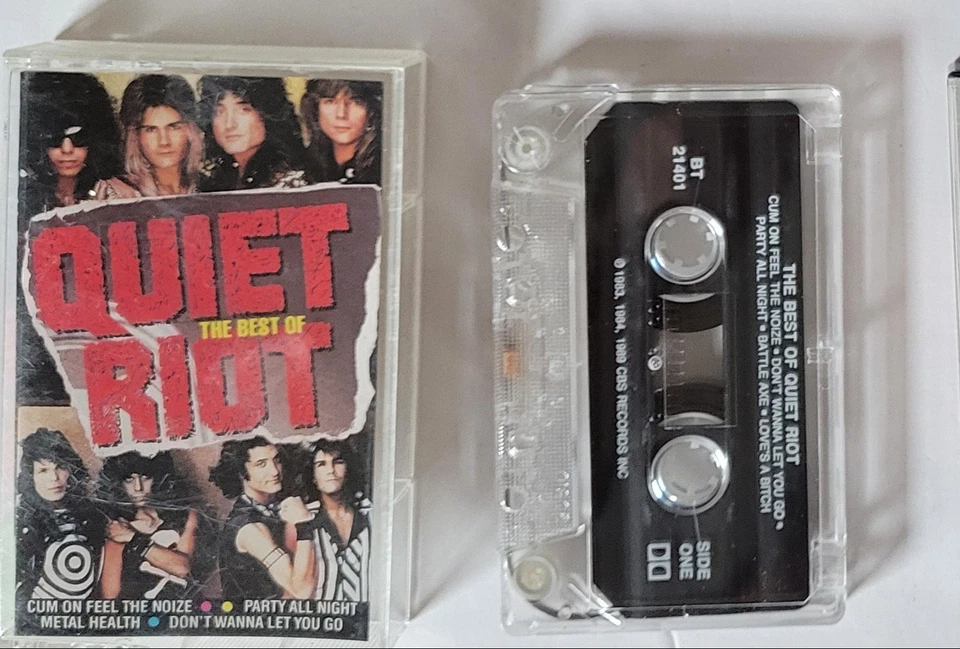 QUIET
THE BEST OF
RIOT
CUM ON FEEL THE NOIZE • • PARTY ALL NIGHT
METAL HEALTH • DON'T WANNA LET YOU GO
THE BEST OF QUIET RIOT
CUM ON FEEL THE NOIZE • DON'T WANNA LET YOU GO •
PARTY ALL NIGHT • BATTLE AXE • LOVE'S A BITCH
BT
21401
SIDE
ONE
℗ 1983, 1984, 1989 CBS RECORDS INC